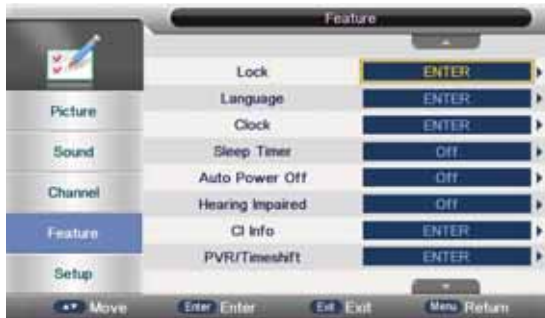 Feature
Lock ENTER
Language ENTER
Clock ENTER
Sleep Timer Off
Auto Power Off Off
Hearing Impaired Off
CI Info ENTER
PVR/Timeshift ENTER
Picture
Sound
Channel
Feature
Setup
Move Enter Enter Exit Exit Menu Return